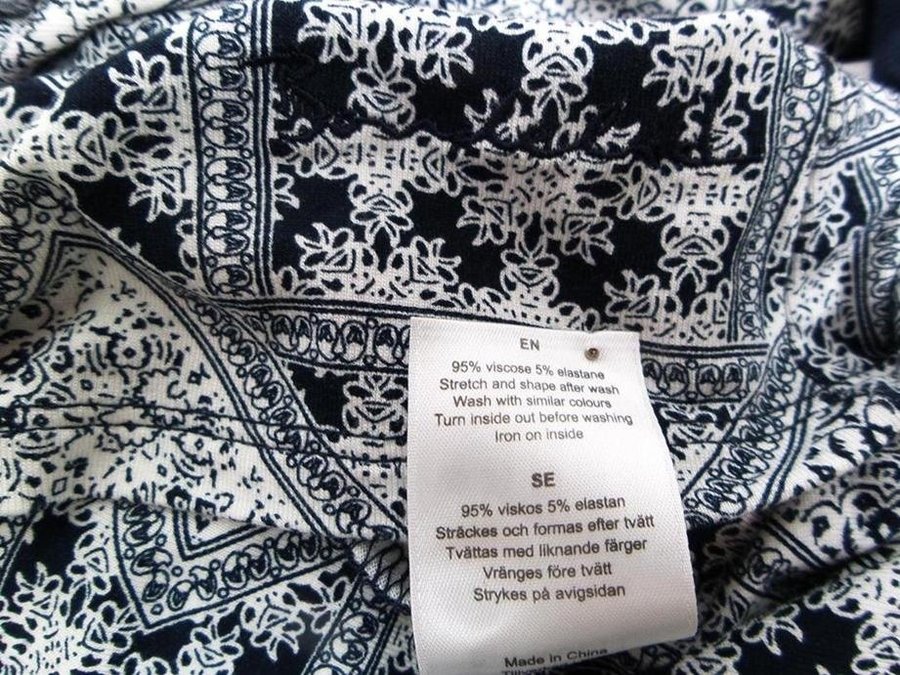 EN
95% viscose 5% elastane
Stretch and shape after wash
Wash with similar colours
Turn inside out before washing
Iron on inside
SE
95% viskos 5% elastan
Sträckes och formas efter tvätt
Tvättas med liknande färger
Vränges före tvätt
Strykes på avigsidan
Made in China